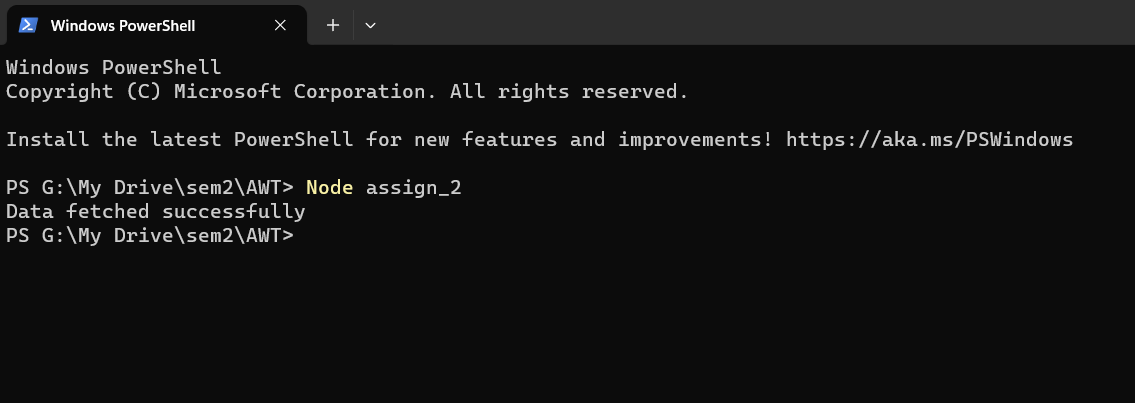 Windows PowerShell
Windows PowerShell
Copyright (C) Microsoft Corporation. All rights reserved.
Install the latest PowerShell for new features and improvements! https://aka.ms/PSWindows
PS G:\My Drive\sem2\AWT> Node assign_2
Data fetched successfully
PS G:\My Drive\sem2\AWT>